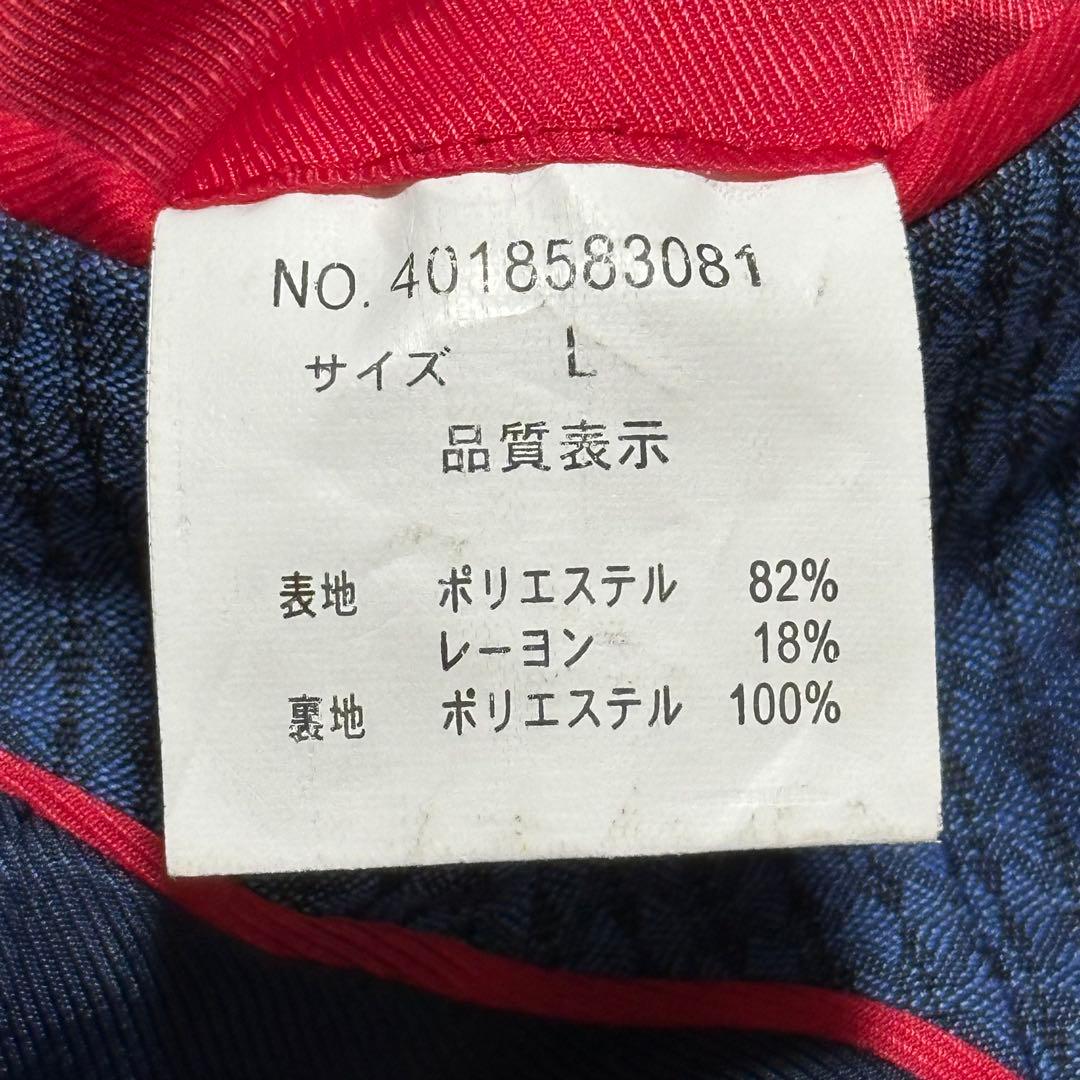 NO. 4018583081
サイズ L
品質表示
表地 ポリエステル 82%
レーヨン 18%
裏地 ポリエステル 100%